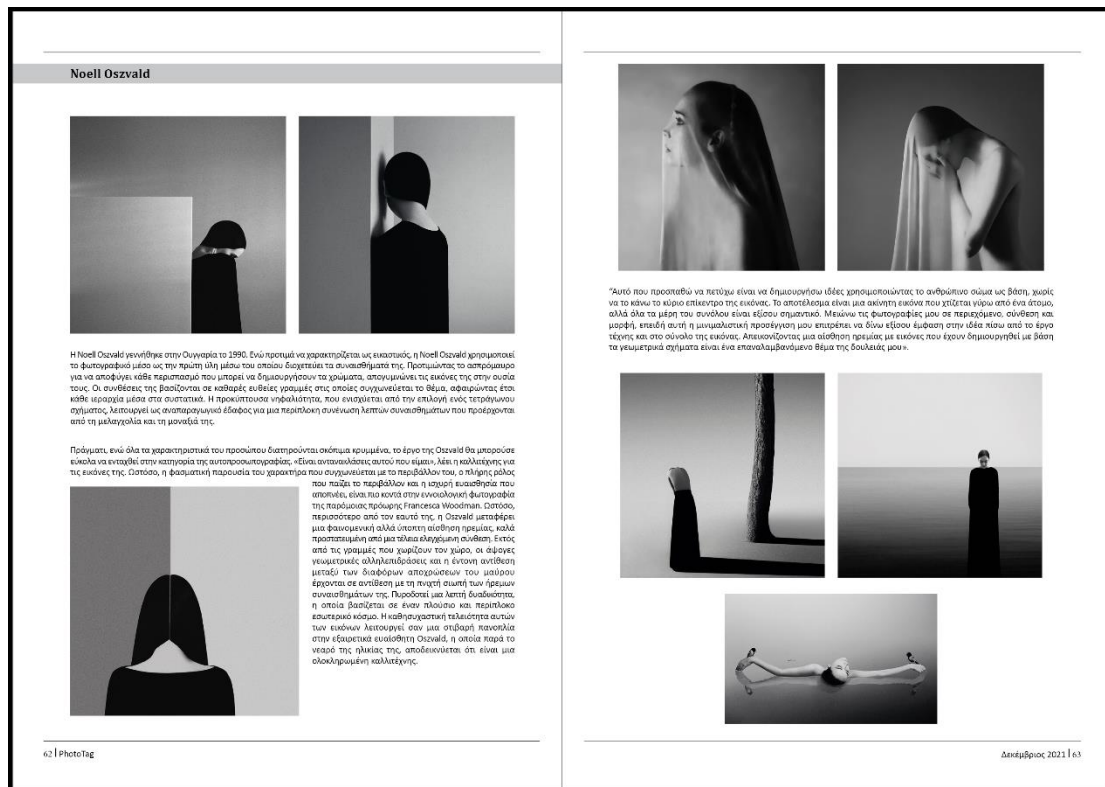 Noell Oszvald
Η Noell Oszvald γεννήθηκε στην Ουγγαρία το 1990. Ενώ προτιμά να χαρακτηρίζεται ως εικαστικός, η Noell Oszvald χρησιμοποιεί
το φωτογραφικό μέσο ως την πρώτη ύλη μέσω του οποίου διοχετεύει τα συναισθήματά της. Προτιμώντας το ασπρόμαυρο
για να αποφύγει κάθε περισπασμό που μπορεί να δημιουργήσουν τα χρώματα, απογυμνώνει τις εικόνες της στην ουσία
τους. Οι συνθέσεις της βασίζονται σε καθαρές ευθείες γραμμές στις οποίες συγχωνεύεται το θέμα, αφαιρώντας έτσι
κάθε ιεραρχία μέσα στα συστατικά. Η προκύπτουσα νηφαλιότητα, που ενισχύεται από την επιλογή ενός τετράγωνου
σχήματος, λειτουργεί ως αναπαραγωγικό έδαφος για μια περίπλοκη συνένωση λεπτών συναισθημάτων που προέρχονται
από τη μελαγχολία και τη μοναξιά της.
Πράγματι, ενώ όλα τα χαρακτηριστικά του προσώπου διατηρούνται σκόπιμα κρυμμένα, το έργο της Oszvald θα μπορούσε
εύκολα να ενταχθεί στην κατηγορία της αυτοπροσωπογραφίας. «Είναι αντανακλάσεις αυτού που είμαι», λέει η καλλιτέχνης για
τις εικόνες της. Ωστόσο, η φασματική παρουσία του χαρακτήρα που συγχωνεύεται με το περιβάλλον του, ο πλήρης ρόλος
που παίζει το περιβάλλον και η ισχυρή ευαισθησία που
αποπνέει, είναι πιο κοντά στην εννοιολογική φωτογραφία
της παρόμοιας πρόωρης Francesca Woodman. Ωστόσο,
περισσότερο από τον εαυτό της, η Oszvald μεταφέρει
μια φαινομενική αλλά ύποπτη αίσθηση ηρεμίας, καλά
προστατευμένη από μια τέλεια ελεγχόμενη σύνθεση. Εκτός
από τις γραμμές που χωρίζουν τον χώρο, οι άψογες
γεωμετρικές αλληλεπιδράσεις και η έντονη αντίθεση
μεταξύ των διαφόρων αποχρώσεων του μαύρου
έρχονται σε αντίθεση με τη πνιχτή σιωπή των ήρεμων
συναισθημάτων της. Πυροδοτεί μια λεπτή δυαδικότητα,
η οποία βασίζεται σε έναν πλούσιο και περίπλοκο
εσωτερικό κόσμο. Η καθησυχαστική τελειότητα αυτών
των εικόνων λειτουργεί σαν μια στιβαρή πανοπλία
στην εξαιρετικά ευαίσθητη Oszvald, η οποία παρά το
νεαρό της ηλικίας της, αποδεικνύεται ότι είναι μια
ολοκληρωμένη καλλιτέχνης.
62 | PhotoTag
"Αυτό που προσπαθώ να πετύχω είναι να δημιουργήσω ιδέες χρησιμοποιώντας το ανθρώπινο σώμα ως βάση, χωρίς
να το κάνω το κύριο επίκεντρο της εικόνας. Το αποτέλεσμα είναι μια ακίνητη εικόνα που χτίζεται γύρω από ένα άτομο,
αλλά όλα τα μέρη του συνόλου είναι εξίσου σημαντικό. Μειώνω τις φωτογραφίες μου σε περιεχόμενο, σύνθεση και
μορφή, επειδή αυτή η μινιμαλιστική προσέγγιση μου επιτρέπει να δίνω εξίσου έμφαση στην ιδέα πίσω από το έργο
τέχνης και στο σύνολο της εικόνας. Απεικονίζοντας μια αίσθηση ηρεμίας με εικόνες που έχουν δημιουργηθεί με βάση
τα γεωμετρικά σχήματα είναι ένα επαναλαμβανόμενο θέμα της δουλειάς μου».
Δεκέμβριος 2021 | 63